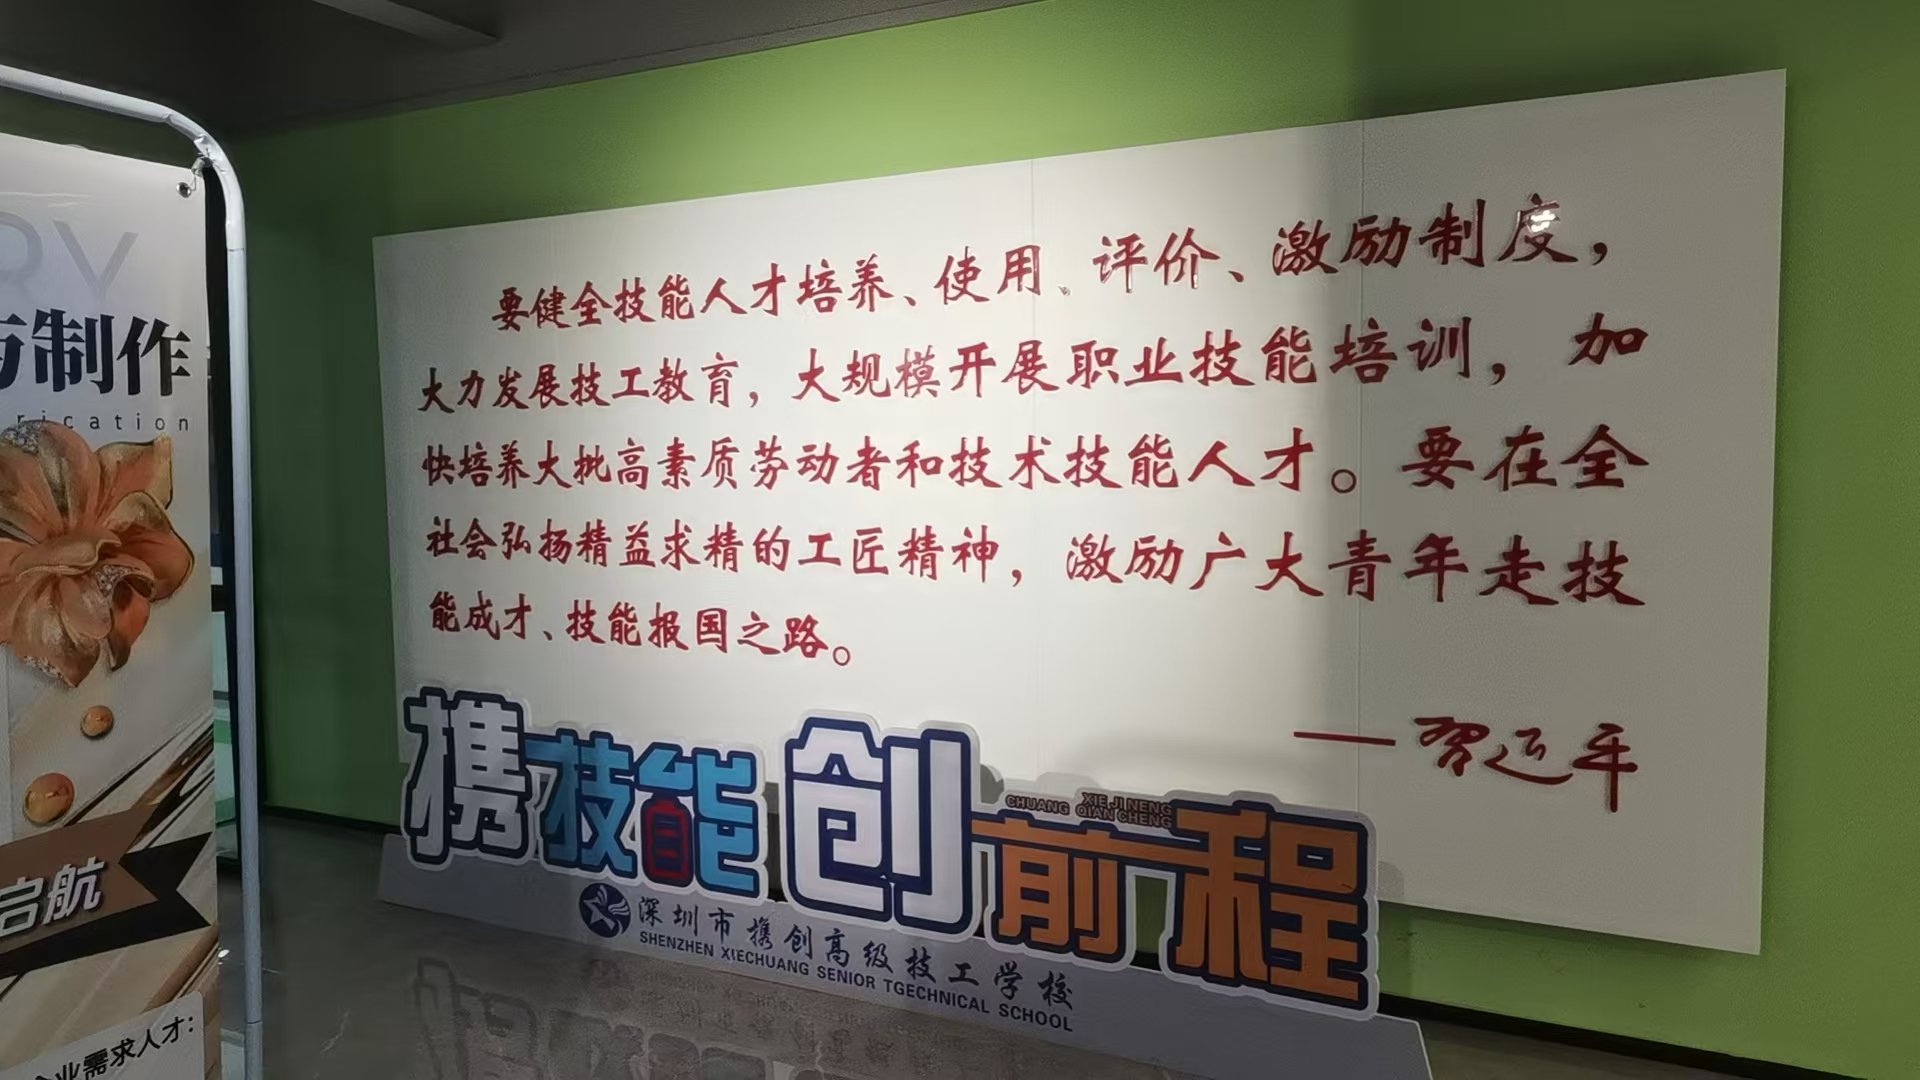 RY
与制作
rication
启航
企业需求人才：
要健全技能人才培养、使用、评价、激励制度，
大力发展技工教育，大规模开展职业技能培训，加
快培养大批高素质劳动者和技术技能人才。要在全
社会弘扬精益求精的工匠精神，激励广大青年走技
能成才、技能报国之路。
——习近平
携技能 创前程
XIE JI NENG
CHUANG QIAN CHENG
深圳市携创高级技工学校
SHENZHEN XIECHUANG SENIOR TGECHNICAL SCHOOL